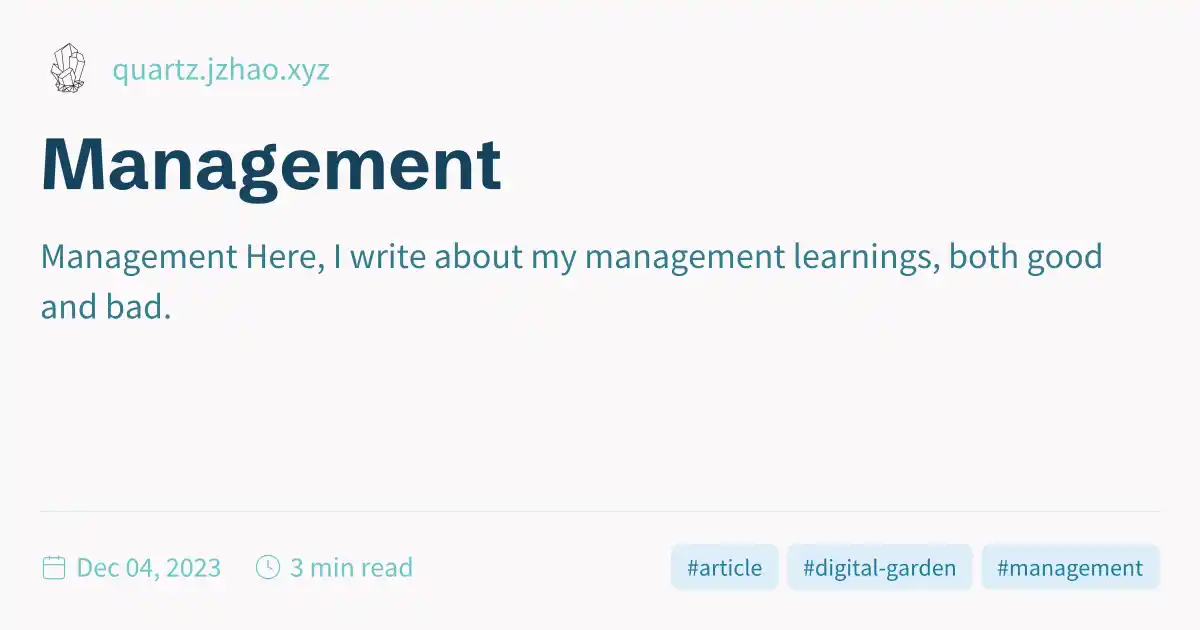 quartz.jzhao.xyz
Management
Management Here, I write about my management learnings, both good
and bad.
Dec 04, 2023
3 min read
#article
#digital-garden
#management